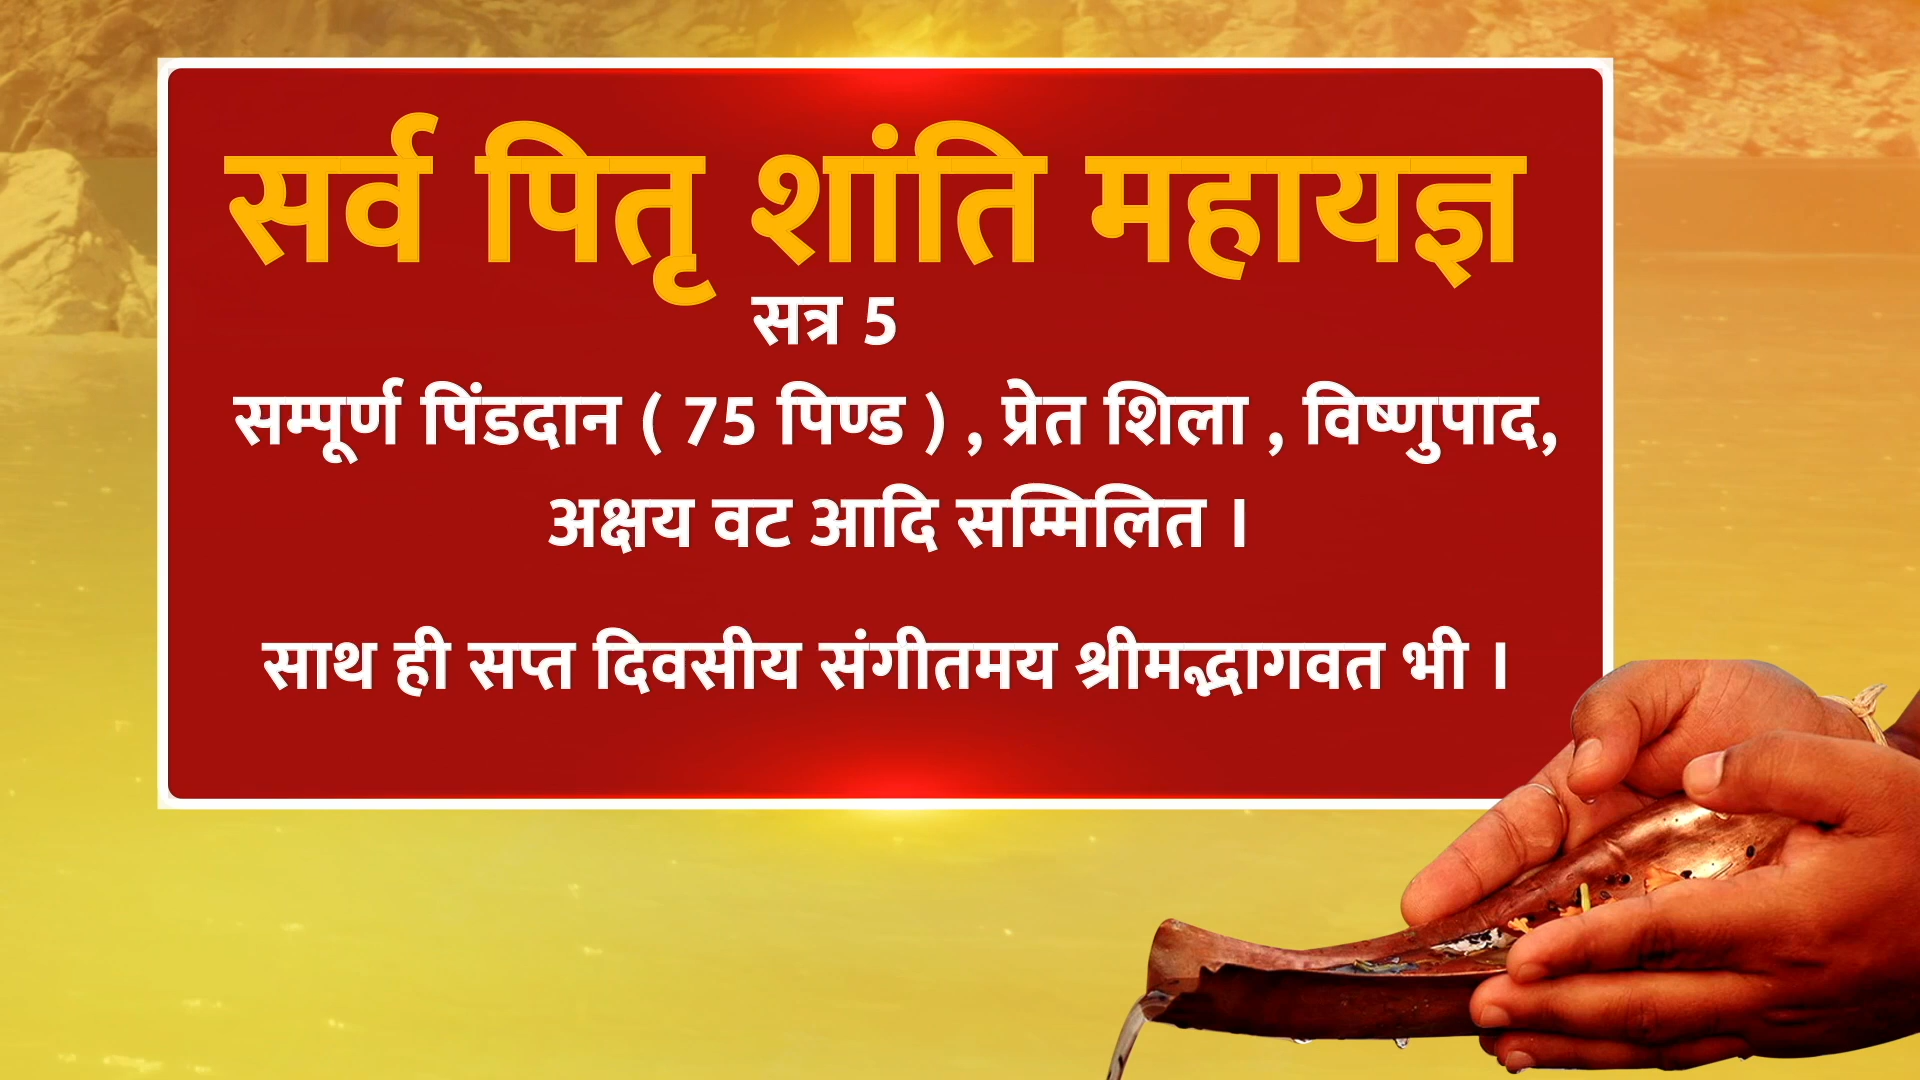 सर्व पितृ शांति महायज्ञ
सत्र 5
सम्पूर्ण पिंडदान ( 75 पिण्ड ) , प्रेत शिला , विष्णुपाद,
अक्षय वट आदि सम्मिलित ।
साथ ही सप्त दिवसीय संगीतमय श्रीमद्भागवत भी ।